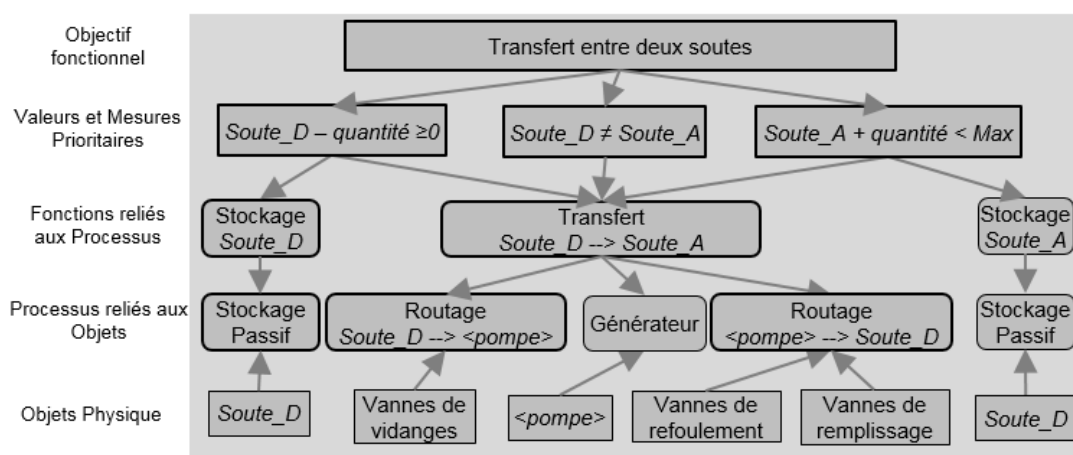 Objectif
fonctionnel
Transfert entre deux soutes
Valeurs et Mesures
Prioritaires
Soute_D – quantité ≥0
Soute_D ≠ Soute_A
Soute_A + quantité < Max
Fonctions reliés
aux Processus
Stockage
Soute_D
Transfert
Soute_D --> Soute_A
Stockage
Soute_A
Processus reliés aux
Objets
Stockage
Passif
Routage
Soute_D --> <pompe>
Générateur
Routage
<pompe> --> Soute_D
Stockage
Passif
Objets Physique
Soute_D
Vannes de
vidanges
<pompe>
Vannes de
refoulement
Vannes de
remplissage
Soute_D